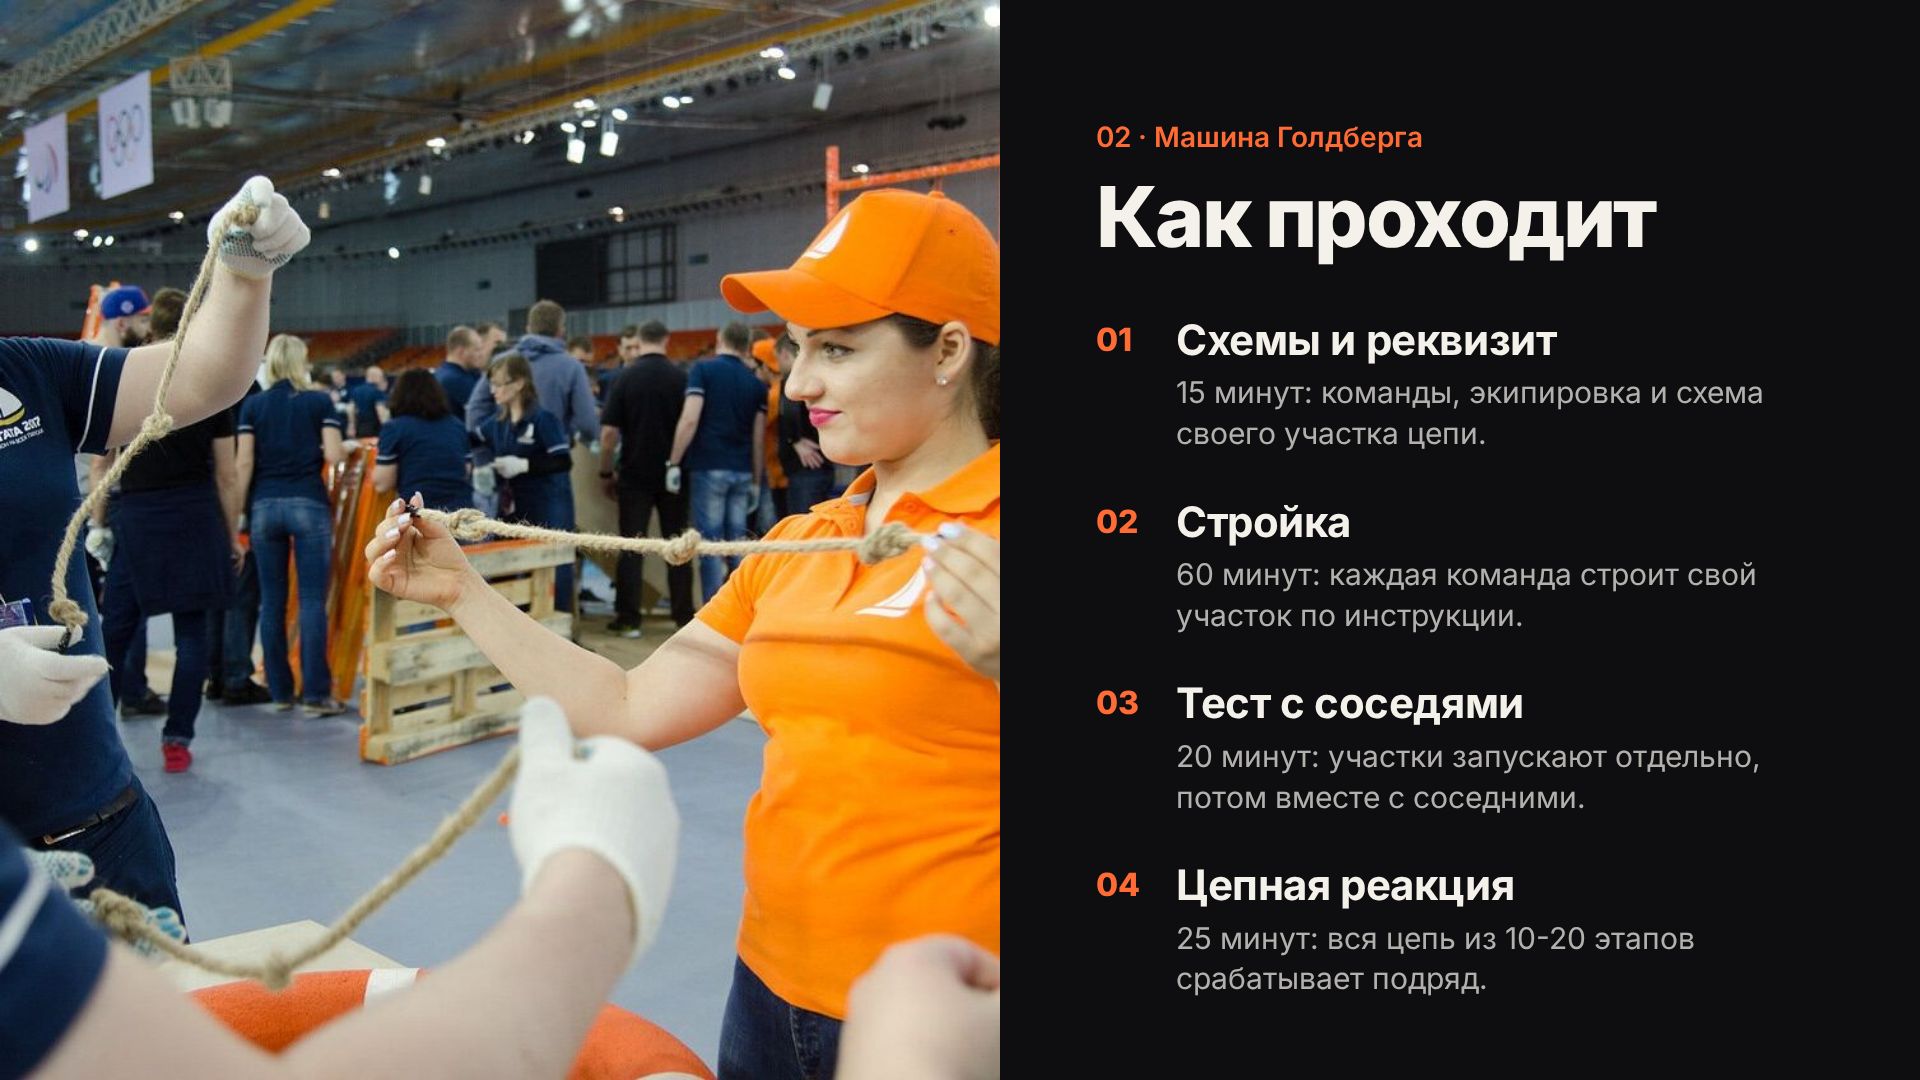 02 · Машина Голдберга
Как проходит
01
Схемы и реквизит
15 минут: команды, экипировка и схема
своего участка цепи.
02
Стройка
60 минут: каждая команда строит свой
участок по инструкции.
03
Тест с соседями
20 минут: участки запускают отдельно,
потом вместе с соседними.
04
Цепная реакция
25 минут: вся цепь из 10-20 этапов
срабатывает подряд.